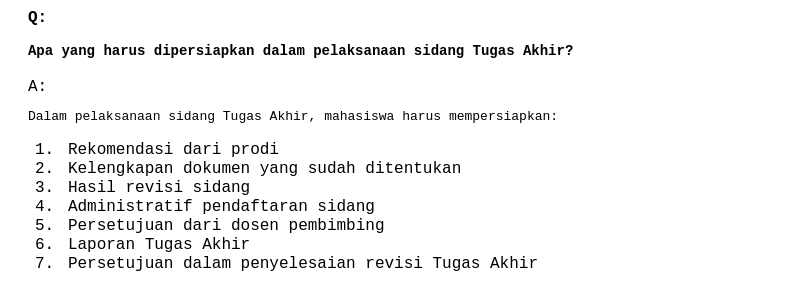 Q:
Apa yang harus dipersiapkan dalam pelaksanaan sidang Tugas Akhir?
A:
Dalam pelaksanaan sidang Tugas Akhir, mahasiswa harus mempersiapkan:
1. Rekomendasi dari prodi
2. Kelengkapan dokumen yang sudah ditentukan
3. Hasil revisi sidang
4. Administratif pendaftaran sidang
5. Persetujuan dari dosen pembimbing
6. Laporan Tugas Akhir
7. Persetujuan dalam penyelesaian revisi Tugas Akhir